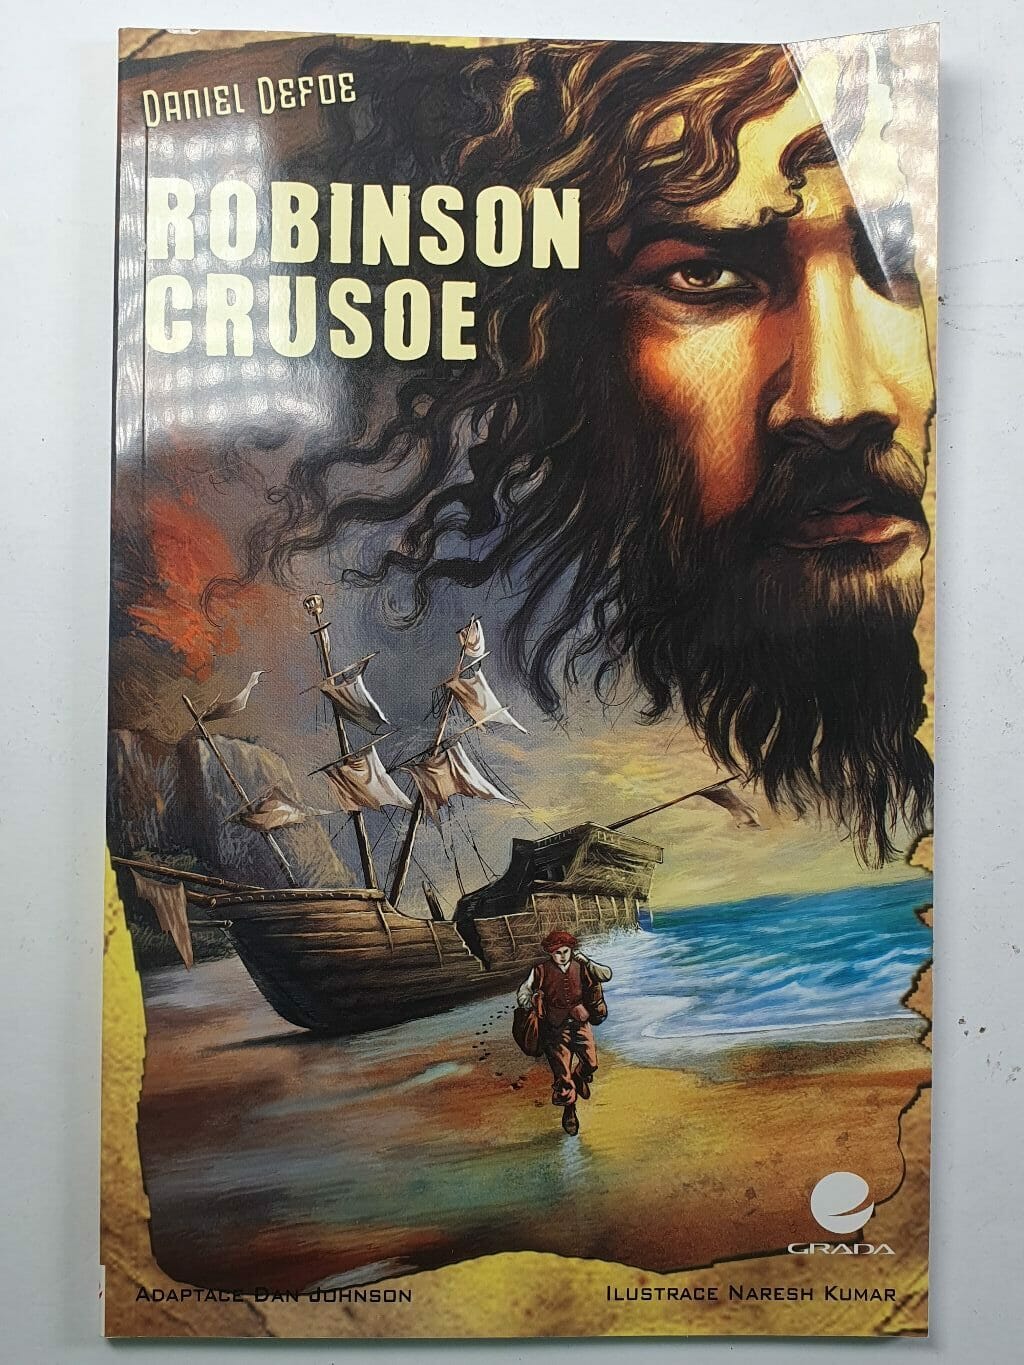 Daniel Defoe
ROBINSON
CRUSOE
GRADA
Adaptace Dan Johnson
Ilustrace Naresh Kumar